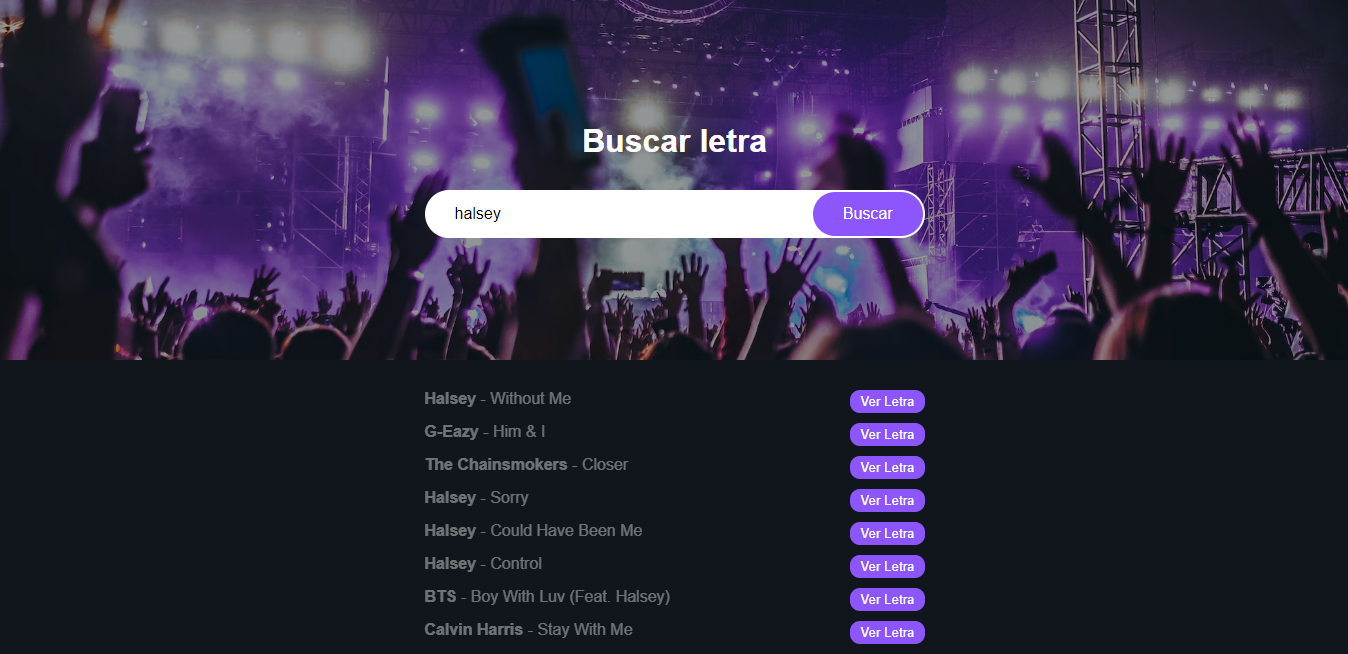 Buscar letra
halsey Buscar
Halsey - Without Me Ver Letra
G-Eazy - Him & I Ver Letra
The Chainsmokers - Closer Ver Letra
Halsey - Sorry Ver Letra
Halsey - Could Have Been Me Ver Letra
Halsey - Control Ver Letra
BTS - Boy With Luv (Feat. Halsey) Ver Letra
Calvin Harris - Stay With Me Ver Letra